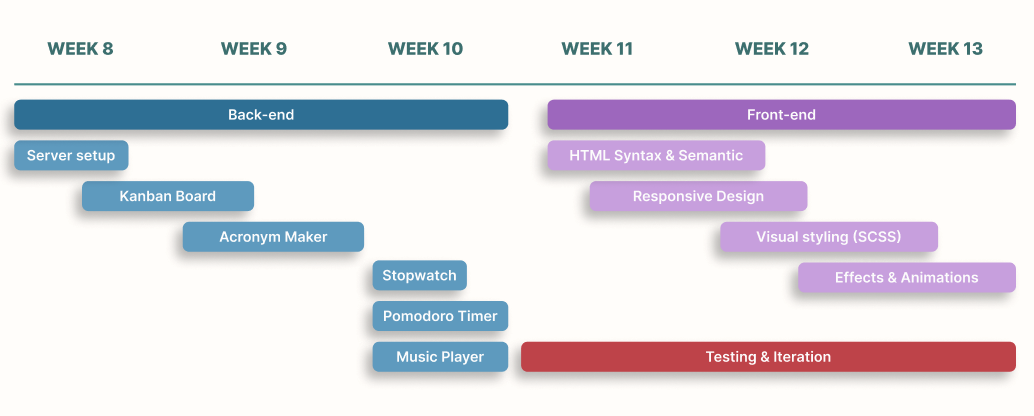 WEEK 8
WEEK 9
WEEK 10
WEEK 11
WEEK 12
WEEK 13
Back-end
Front-end
Server setup
HTML Syntax & Semantic
Kanban Board
Responsive Design
Acronym Maker
Visual styling (SCSS)
Stopwatch
Effects & Animations
Pomodoro Timer
Music Player
Testing & Iteration